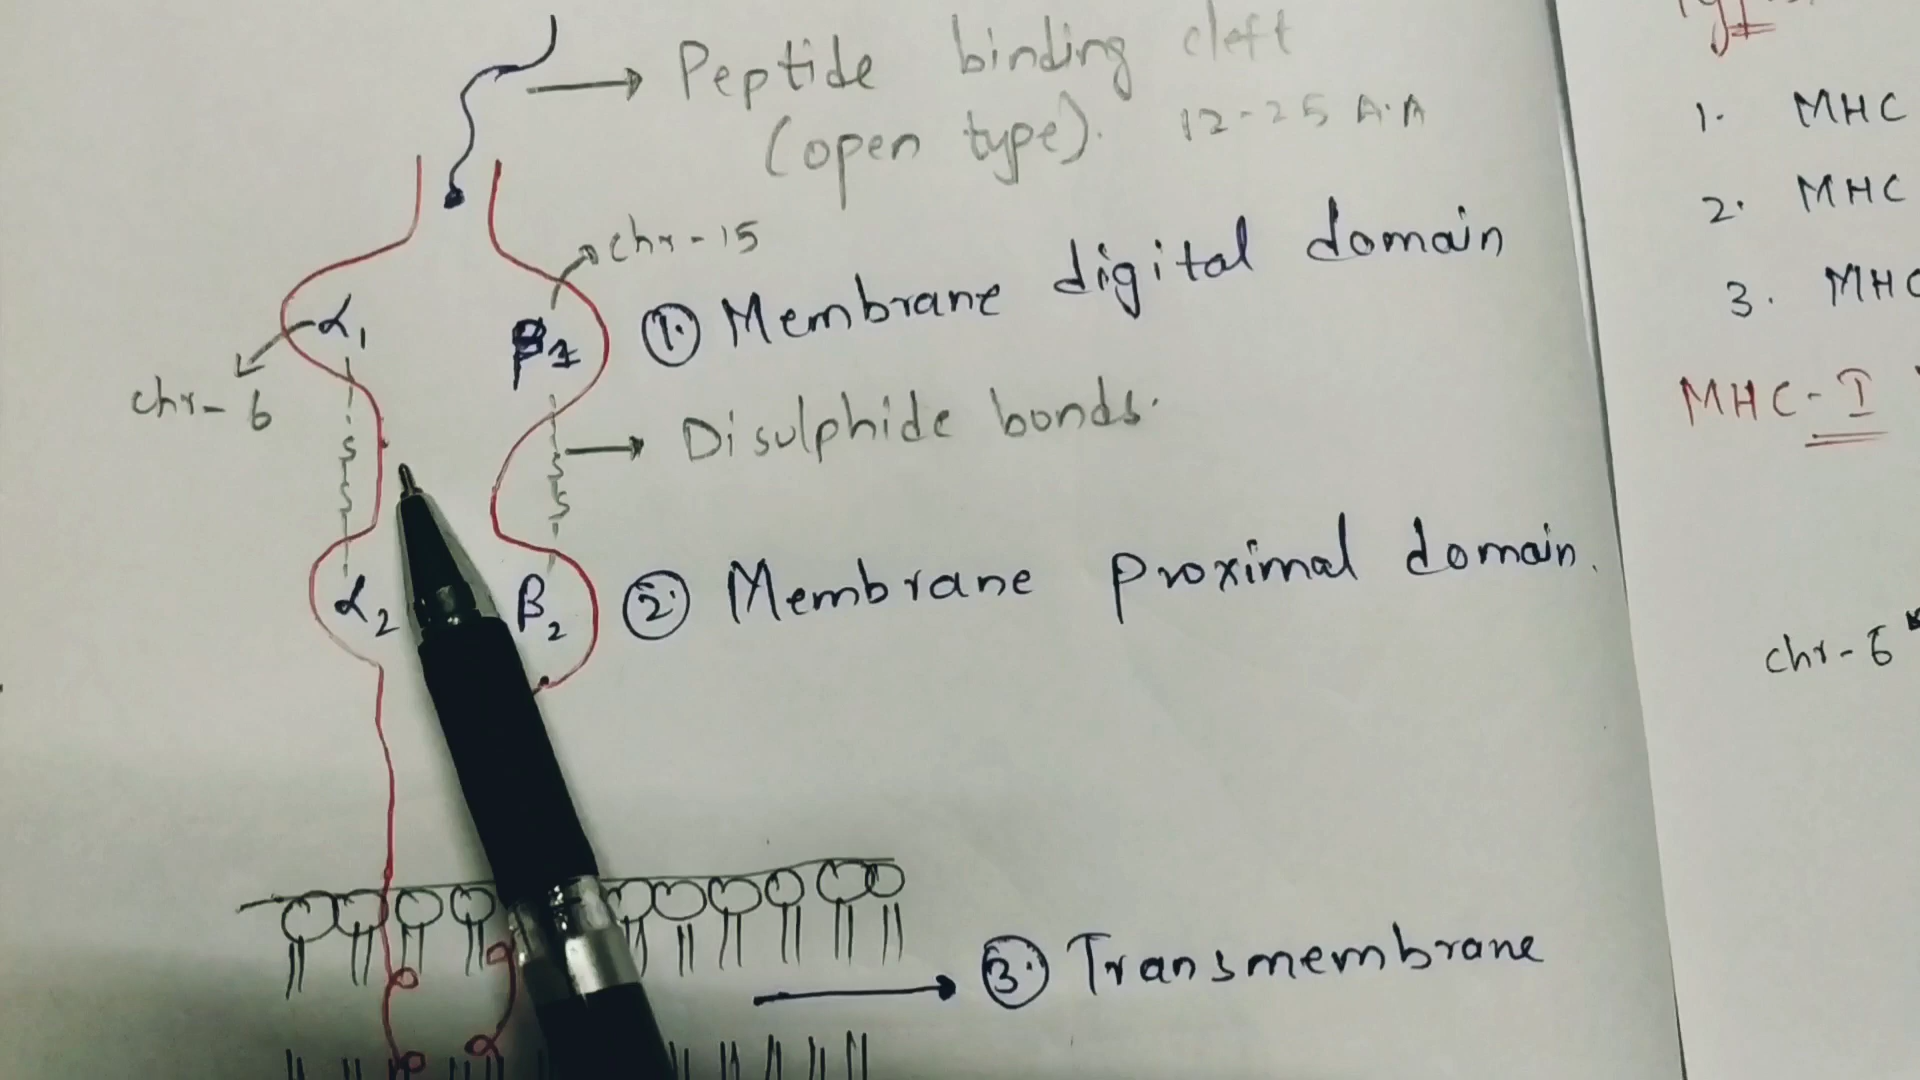 Peptide binding cleft
(open type). 12-25 A.A
chr-15
α1
β1
① Membrane digital domain
chr-6
S
S
S
S
Disulphide bonds.
α2
β2
② Membrane proximal domain.
③ Transmembrane
1. MHC
2. MHC
3. MHC
MHC-I
chr-6